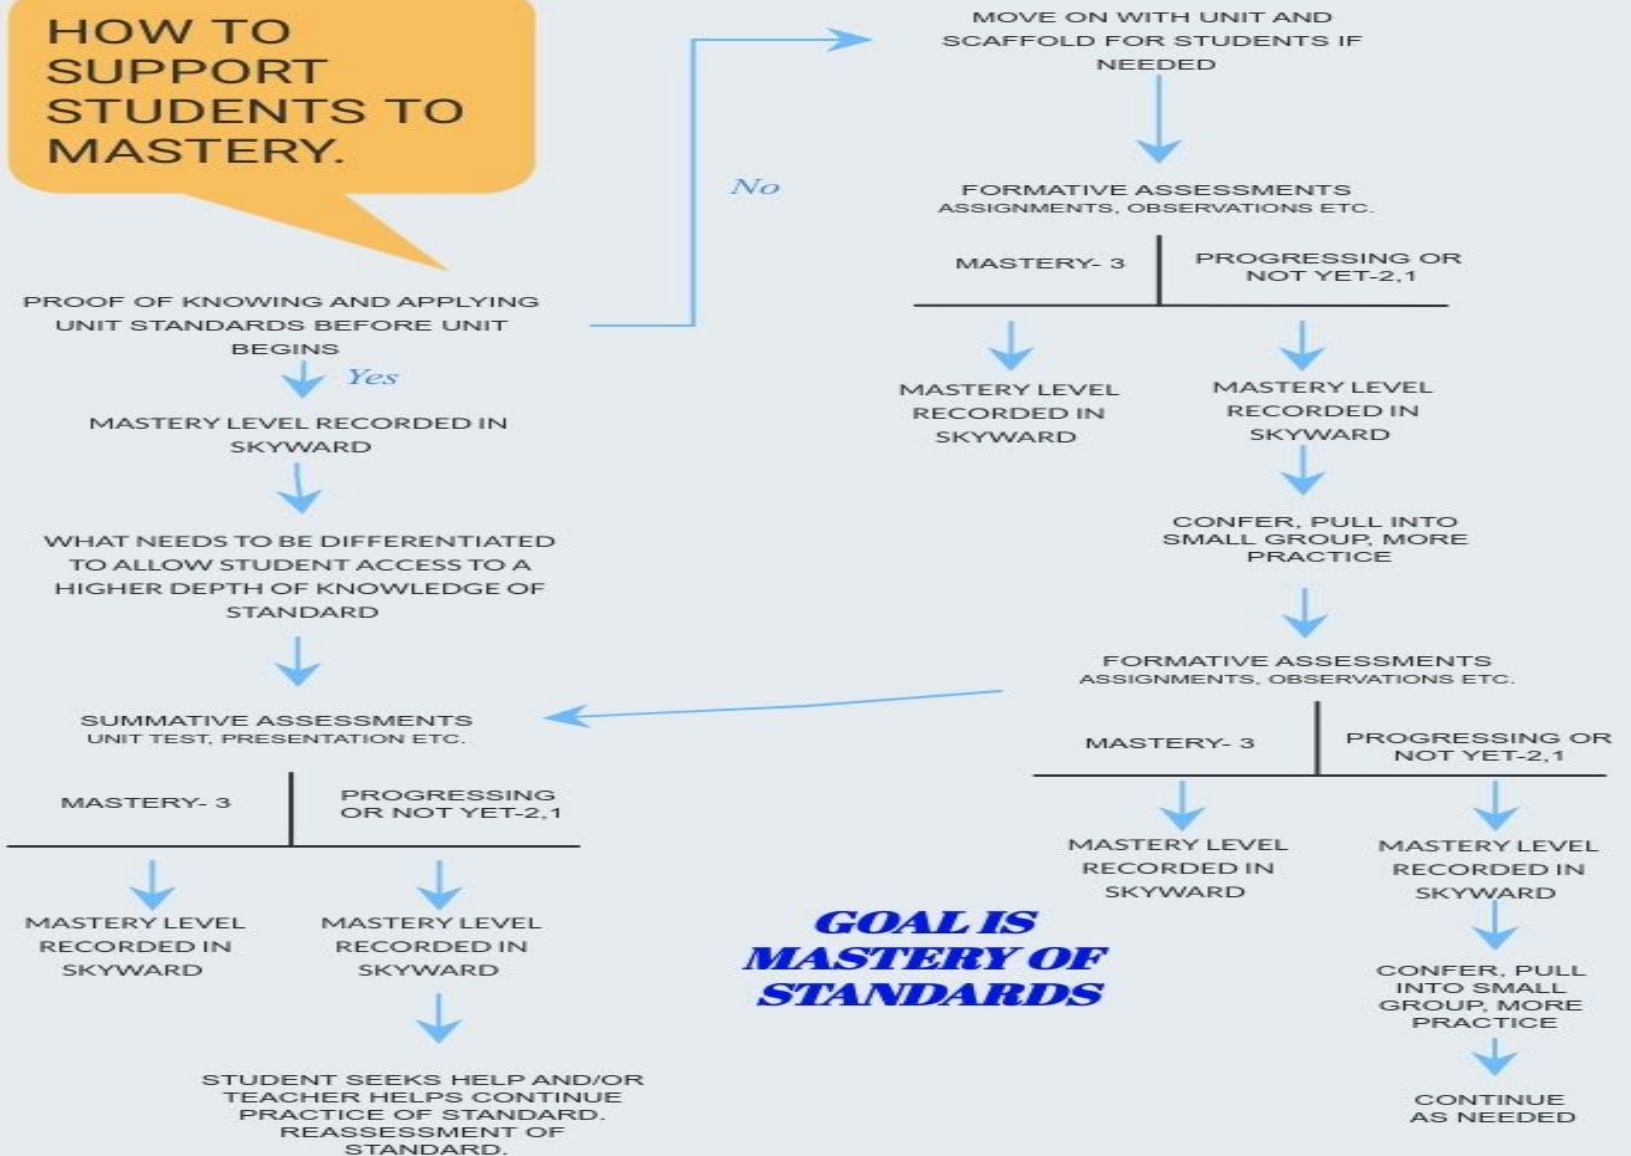 HOW TO
SUPPORT
STUDENTS TO
MASTERY.
PROOF OF KNOWING AND APPLYING
UNIT STANDARDS BEFORE UNIT
BEGINS
Yes
MASTERY LEVEL RECORDED IN
SKYWARD
WHAT NEEDS TO BE DIFFERENTIATED
TO ALLOW STUDENT ACCESS TO A
HIGHER DEPTH OF KNOWLEDGE OF
STANDARD
SUMMATIVE ASSESSMENTS
UNIT TEST, PRESENTATION ETC.
MASTERY- 3
PROGRESSING
OR NOT YET-2,1
MASTERY LEVEL
RECORDED IN
SKYWARD
MASTERY LEVEL
RECORDED IN
SKYWARD
STUDENT SEEKS HELP AND/OR
TEACHER HELPS CONTINUE
PRACTICE OF STANDARD.
REASSESSMENT OF
STANDARD.
No
MOVE ON WITH UNIT AND
SCAFFOLD FOR STUDENTS IF
NEEDED
FORMATIVE ASSESSMENTS
ASSIGNMENTS, OBSERVATIONS ETC.
MASTERY- 3
PROGRESSING OR
NOT YET-2,1
MASTERY LEVEL
RECORDED IN
SKYWARD
MASTERY LEVEL
RECORDED IN
SKYWARD
CONFER, PULL INTO
SMALL GROUP, MORE
PRACTICE
FORMATIVE ASSESSMENTS
ASSIGNMENTS, OBSERVATIONS ETC.
MASTERY- 3
PROGRESSING OR
NOT YET-2,1
MASTERY LEVEL
RECORDED IN
SKYWARD
MASTERY LEVEL
RECORDED IN
SKYWARD
CONFER, PULL
INTO SMALL
GROUP, MORE
PRACTICE
CONTINUE
AS NEEDED
GOAL IS
MASTERY OF
STANDARDS